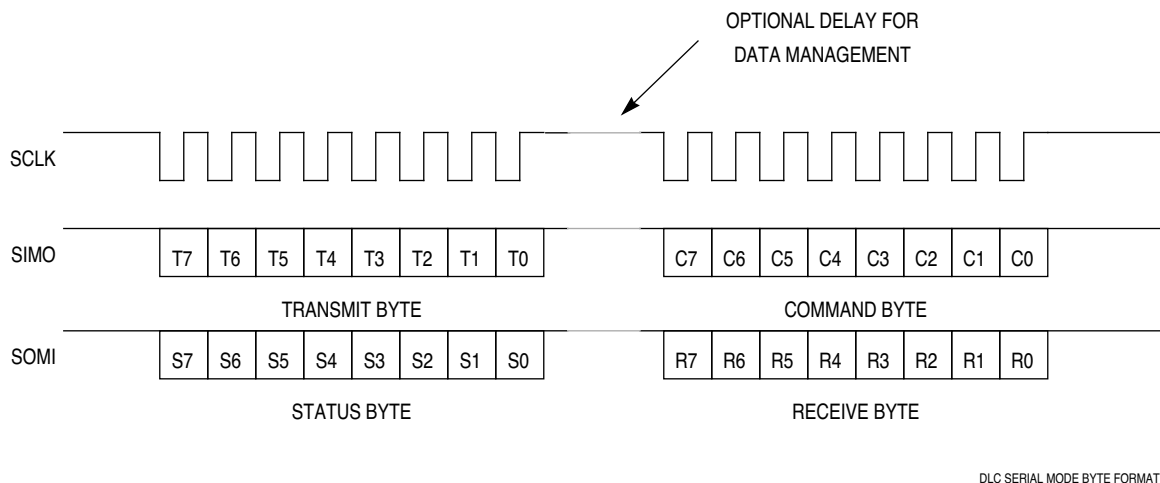 OPTIONAL DELAY FOR
DATA MANAGEMENT
SCLK
SIMO T7 T6 T5 T4 T3 T2 T1 T0 C7 C6 C5 C4 C3 C2 C1 C0
TRANSMIT BYTE COMMAND BYTE
SOMI S7 S6 S5 S4 S3 S2 S1 S0 R7 R6 R5 R4 R3 R2 R1 R0
STATUS BYTE RECEIVE BYTE
DLC SERIAL MODE BYTE FORMAT